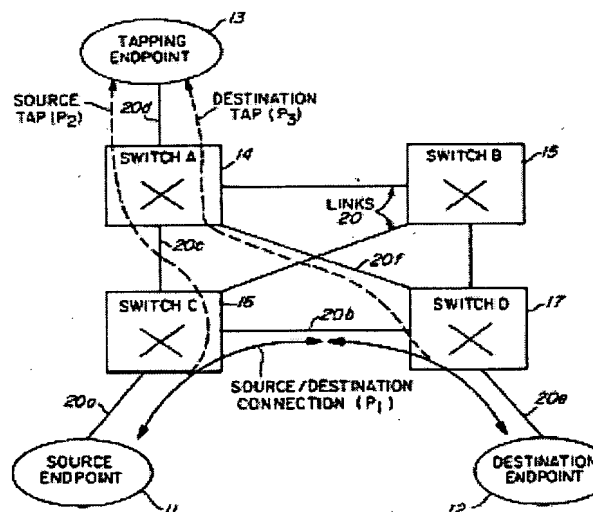 13
TAPPING
ENDPOINT
SOURCE
TAP (P2)
20d
DESTINATION
TAP (P3)
SWITCH A
14
SWITCH B
15
LINKS
20
20c
20f
SWITCH C
16
SWITCH D
17
20b
SOURCE/DESTINATION
CONNECTION (P1)
20a
20e
SOURCE
ENDPOINT
11
DESTINATION
ENDPOINT
12